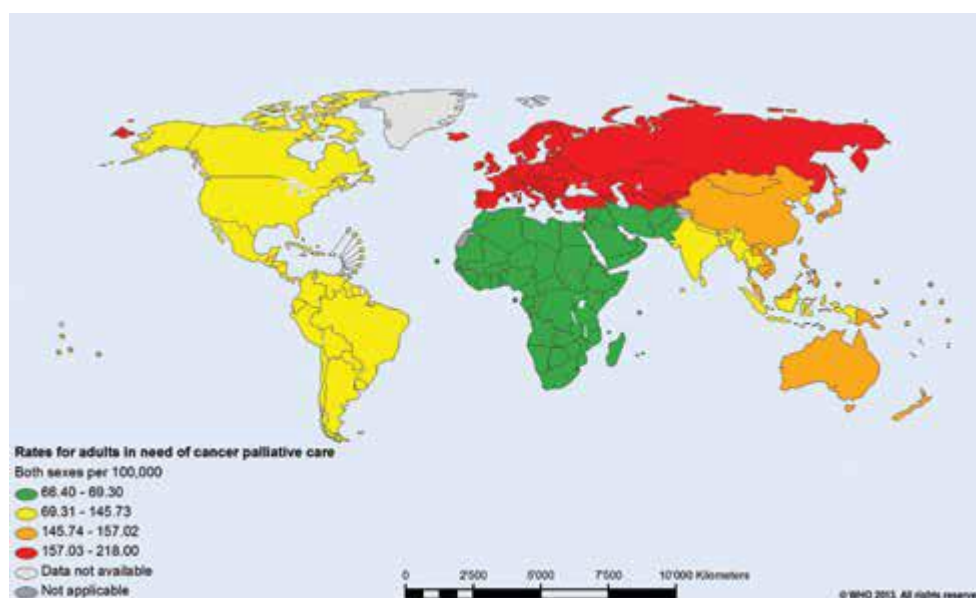 Rates for adults in need of cancer palliative care
Both sexes per 100,000
66.40 - 69.30
69.31 - 145.73
145.74 - 157.02
157.03 - 218.00
Data not available
Not applicable
0 2'500 5'000 7'500 10'000 Kilometers
© WHO 2013. All rights reserve